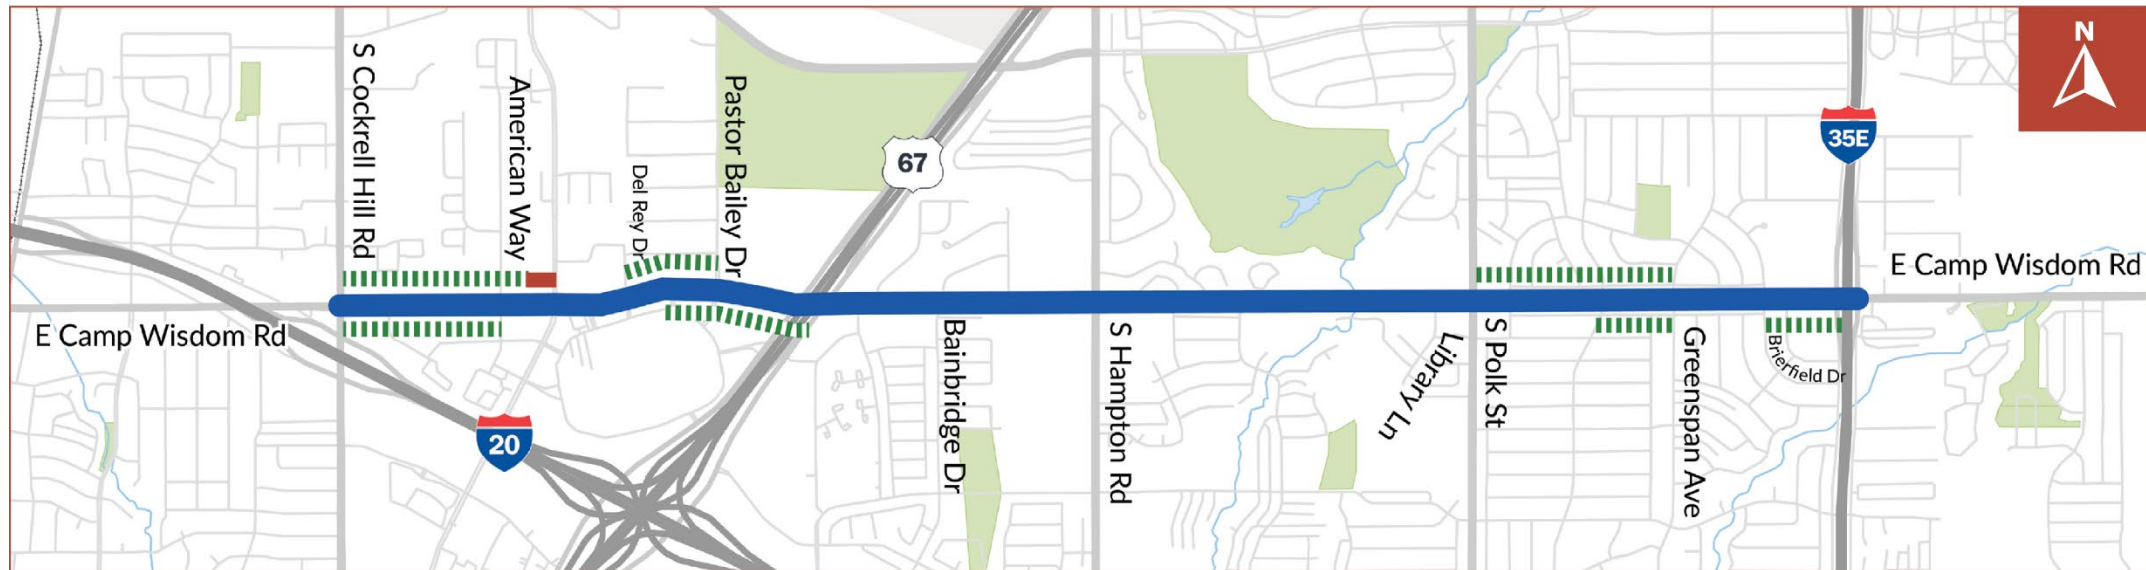 N
S Cockrell Hill Rd
American Way
Del Rey Dr
Pastor Bailey Dr
67
35E
E Camp Wisdom Rd
E Camp Wisdom Rd
20
Bainbridge Dr
S Hampton Rd
Library Ln
S Polk St
Greenspan Ave
Brierfield Dr